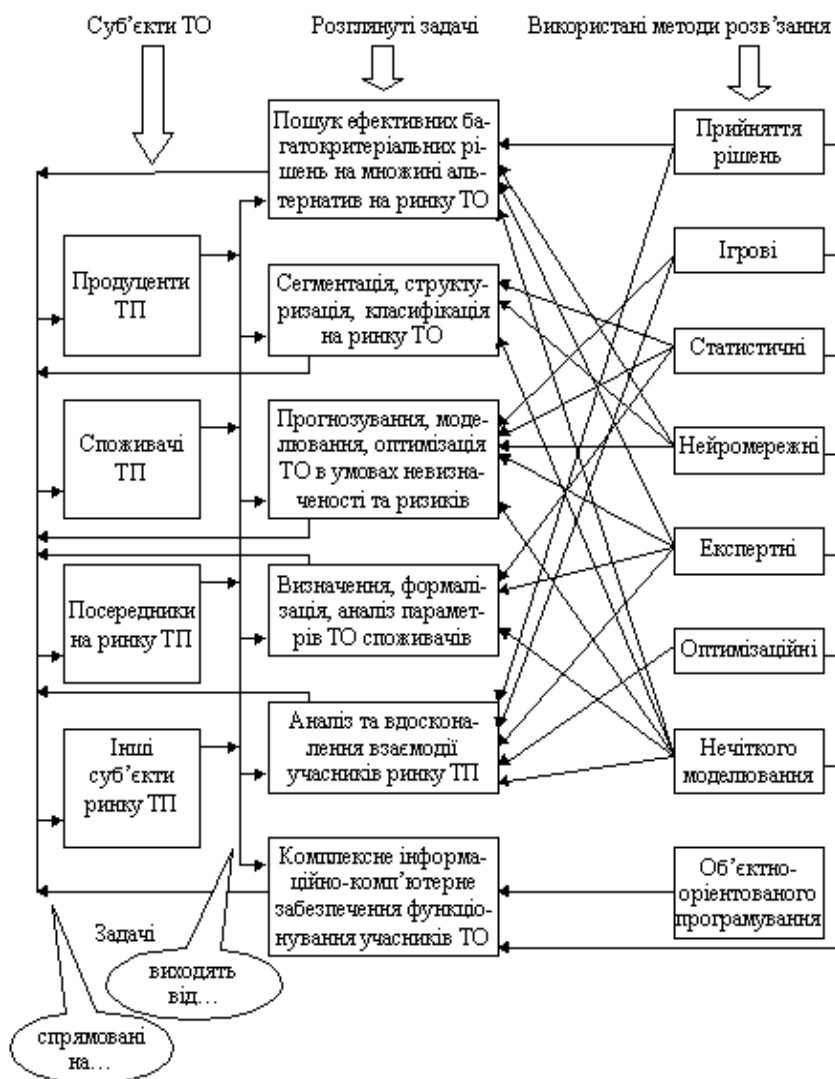 Суб’єкти ТО
Розглянуті задачі
Використані методи розв’зання
Пошук ефективних ба-
гатокритеріальних рі-
шень на множині аль-
тернатив на ринку ТО
Прийняття
рішень
Продуценти
ТП
Сегментація, структу-
ризація, класифікація
на ринку ТО
Ігрові
Статистичні
Споживачі
ТП
Прогнозування, моде-
лювання, оптимізація
ТО в умовах невизна-
ченості та ризиків
Нейромережні
Експертні
Посередники
на ринку ТП
Визначення, формалі-
зація, аналіз парамет-
рів ТО споживачів
Оптимізаційні
Інші
суб’єкти
ринку ТП
Аналіз та вдоскона-
лення взаємодії
учасників ринку ТП
Нечіткого
моделювання
Комплексне інформа-
ційно-комп’ютерне
забезпечення функціо-
нування учасників ТО
Об’єктно-
орієнтованого
програмування
Задачі
виходять
від...
спрямовані
на...